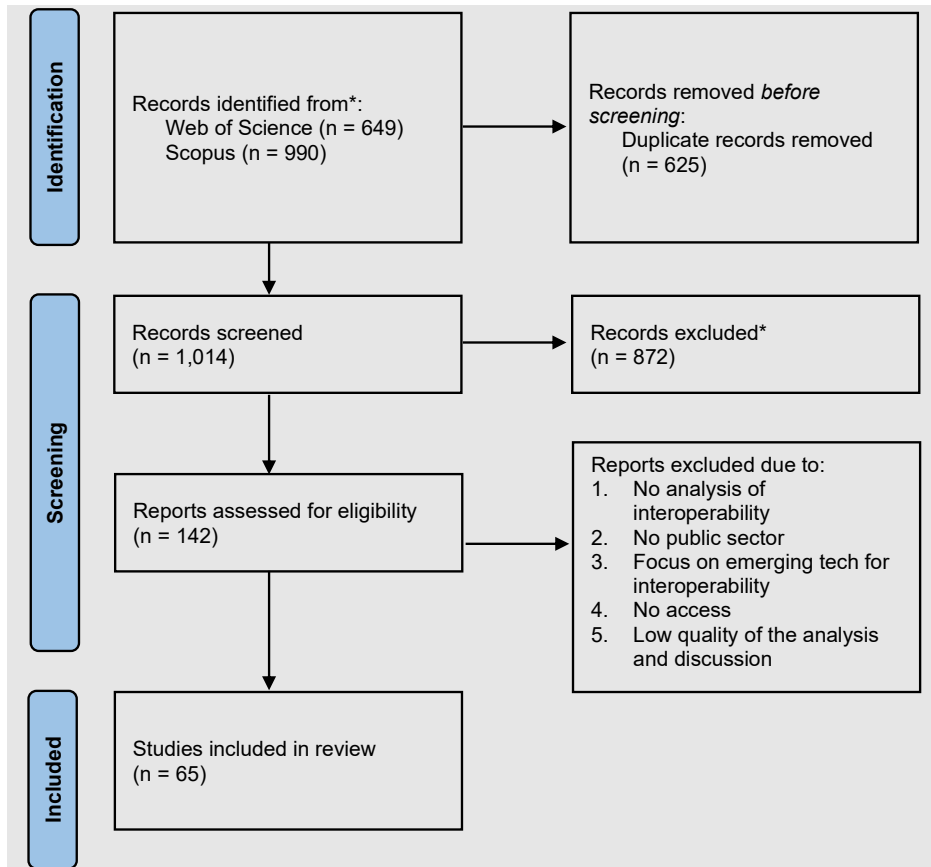 Identification
Records identified from*:
Web of Science (n = 649)
Scopus (n = 990)
Records removed before
screening:
Duplicate records removed
(n = 625)
Screening
Records screened
(n = 1,014)
Records excluded*
(n = 872)
Reports assessed for eligibility
(n = 142)
Reports excluded due to:
1. No analysis of
interoperability
2. No public sector
3. Focus on emerging tech for
interoperability
4. No access
5. Low quality of the analysis
and discussion
Included
Studies included in review
(n = 65)